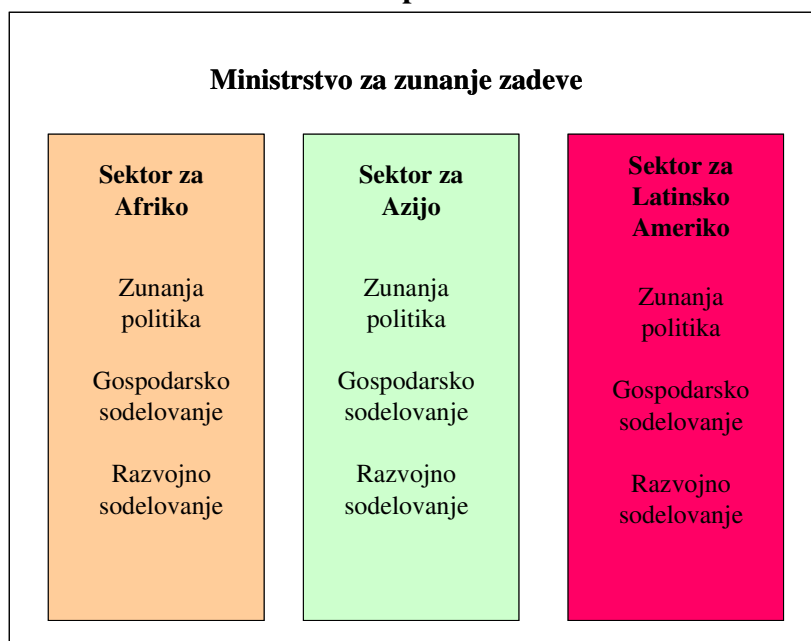 Ministrstvo za zunanje zadeve
Sektor za
Afriko
Zunanja
politika
Gospodarsko
sodelovanje
Razvojno
sodelovanje
Sektor za
Azijo
Zunanja
politika
Gospodarsko
sodelovanje
Razvojno
sodelovanje
Sektor za
Latinsko
Ameriko
Zunanja
politika
Gospodarsko
sodelovanje
Razvojno
sodelovanje